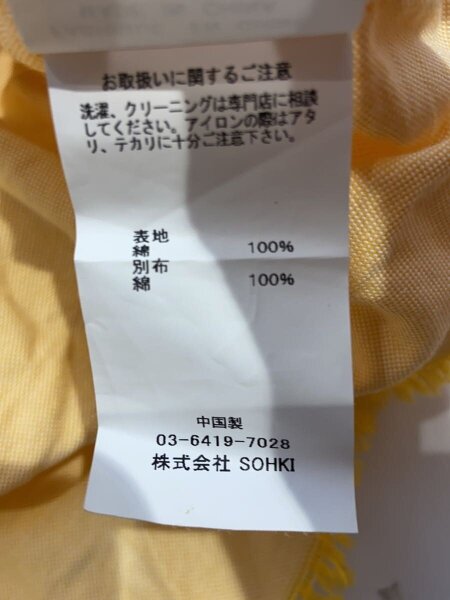 お取扱いに関するご注意
洗濯、クリーニングは専門店に相談
してください。アイロンの際はアタ
リ、テカリに十分ご注意下さい。
表地
綿 100%
別布
綿 100%
中国製
03-6419-7028
株式会社 SOHKI